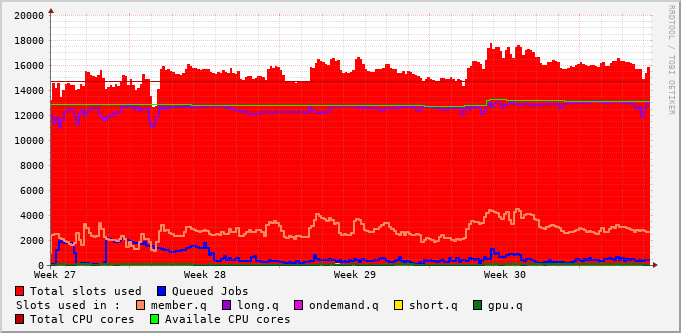 20000
18000
16000
14000
12000
10000
8000
6000
4000
2000
0
Week 27 Week 28 Week 29 Week 30
Total slots used Queued Jobs
Slots used in : member.q long.q ondemand.q short.q gpu.q
Total CPU cores Availale CPU cores
RRDTOOL / TOBI OETIKER